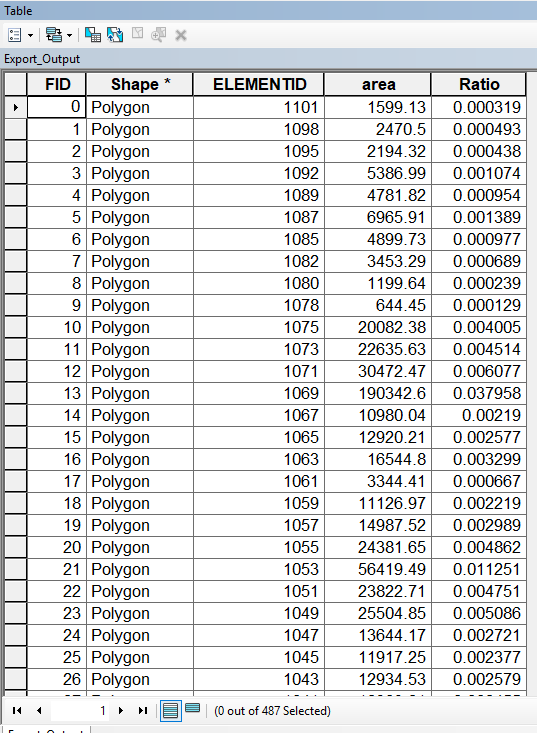 Table
Export_Output
FID Shape * ELEMENTID area Ratio
0 Polygon 1101 1599.13 0.000319
1 Polygon 1098 2470.5 0.000493
2 Polygon 1095 2194.32 0.000438
3 Polygon 1092 5386.99 0.001074
4 Polygon 1089 4781.82 0.000954
5 Polygon 1087 6965.91 0.001389
6 Polygon 1085 4899.73 0.000977
7 Polygon 1082 3453.29 0.000689
8 Polygon 1080 1199.64 0.000239
9 Polygon 1078 644.45 0.000129
10 Polygon 1075 20082.38 0.004005
11 Polygon 1073 22635.63 0.004514
12 Polygon 1071 30472.47 0.006077
13 Polygon 1069 190342.6 0.037958
14 Polygon 1067 10980.04 0.00219
15 Polygon 1065 12920.21 0.002577
16 Polygon 1063 16544.8 0.003299
17 Polygon 1061 3344.41 0.000667
18 Polygon 1059 11126.97 0.002219
19 Polygon 1057 14987.52 0.002989
20 Polygon 1055 24381.65 0.004862
21 Polygon 1053 56419.49 0.011251
22 Polygon 1051 23822.71 0.004751
23 Polygon 1049 25504.85 0.005086
24 Polygon 1047 13644.17 0.002721
25 Polygon 1045 11917.25 0.002377
26 Polygon 1043 12934.53 0.002579
1 (0 out of 487 Selected)